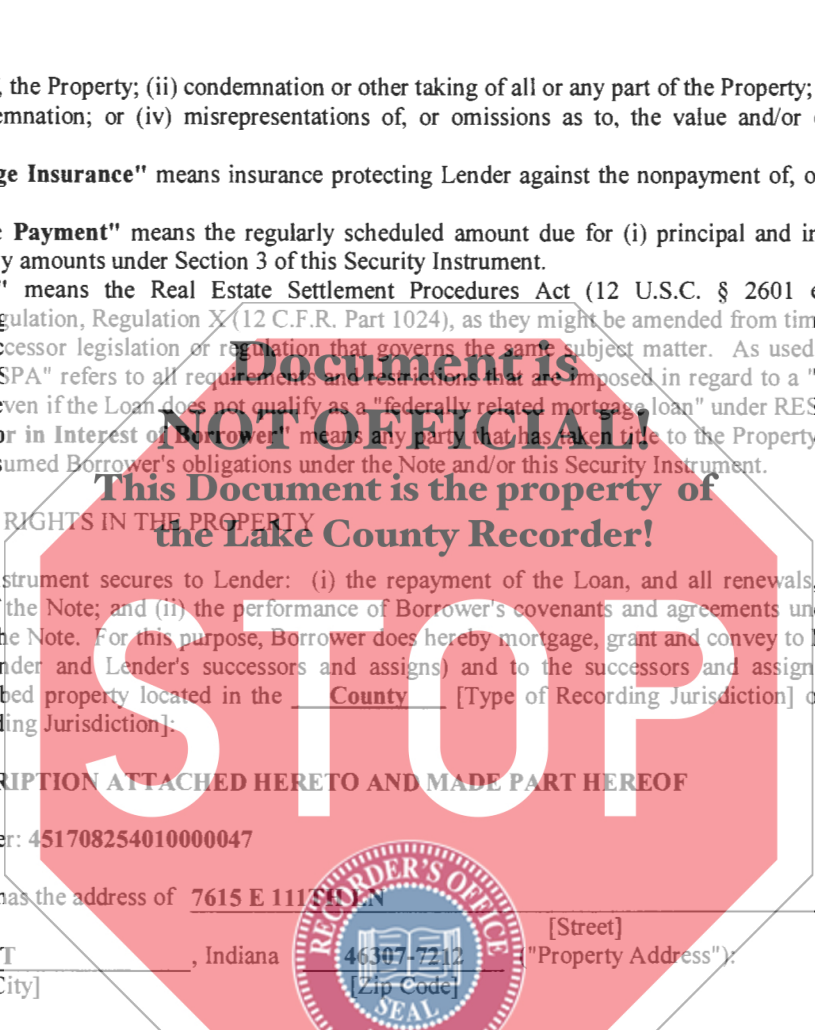 , the Property; (ii) condemnation or other taking of all or any part of the Property;
emnation; or (iv) misrepresentations of, or omissions as to, the value and/or
ge Insurance" means insurance protecting Lender against the nonpayment of, o
Payment" means the regularly scheduled amount due for (i) principal and in
y amounts under Section 3 of this Security Instrument.
" means the Real Estate Settlement Procedures Act (12 U.S.C. § 2601 e
gulation, Regulation X (12 C.F.R. Part 1024), as they might be amended from tim
ccessor legislation or regulation that governs the same subject matter. As used
Document is
SPA" refers to all requirements and restrictions that are imposed in regard to a "
ven if the Loan does not qualify as a "federally related mortgage loan" under RES
NOT OFFICIAL!
or in Interest of Borrower" means any party that has taken title to the Property
sumed Borrower's obligations under the Note and/or this Security Instrument.
This Document is the property of
RIGHTS IN THE PROPERTY
the Lake County Recorder!
strument secures to Lender: (i) the repayment of the Loan, and all renewals,
the Note; and (ii) the performance of Borrower's covenants and agreements un
he Note. For this purpose, Borrower does hereby mortgage, grant and convey to
nder and Lender's successors and assigns) and to the successors and assign
bed property located in the County [Type of Recording Jurisdiction] o
ding Jurisdiction]:
STOP
RIPTION ATTACHED HERETO AND MADE PART HEREOF
er: 451708254010000047
has the address of 7615 E 111TH LN
[Street]
T , Indiana 46307-7212 ("Property Address"):
City] [Zip Code]
RECORDER'S OFFICE
SEAL